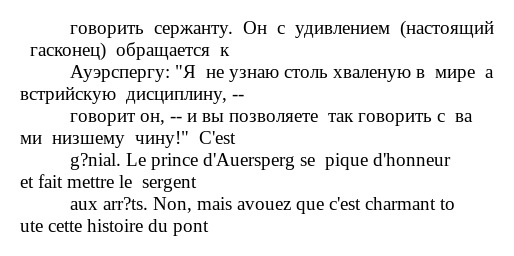 говорить сержанту. Он с удивлением (настоящий
гасконец) обращается к
Ауэрспергу: "Я не узнаю столь хваленую в мире а
встрийскую дисциплину, --
говорит он, -- и вы позволяете так говорить с ва
ми низшему чину!" C'est
g?nial. Le prince d'Auersperg se pique d'honneur
et fait mettre le sergent
aux arr?ts. Non, mais avouez que c'est charmant to
ute cette histoire du pont